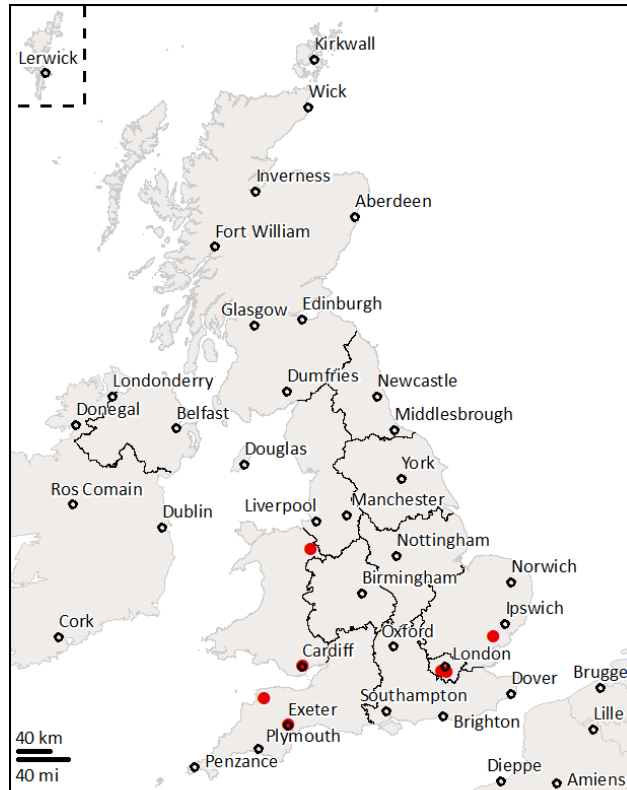 Kirkwall
Lerwick
Wick
Inverness
Aberdeen
Fort William
Glasgow
Edinburgh
Dumfries
Londonderry
Newcastle
Donegal
Belfast
Middlesbrough
Douglas
York
Ros Comain
Manchester
Liverpool
Dublin
Nottingham
Birmingham
Norwich
Ipswich
Cork
Oxford
Cardiff
London
Brugge
Dover
Southampton
Exeter
Brighton
Lille
Plymouth
40 km
Penzance
40 mi
Dieppe
Amiens